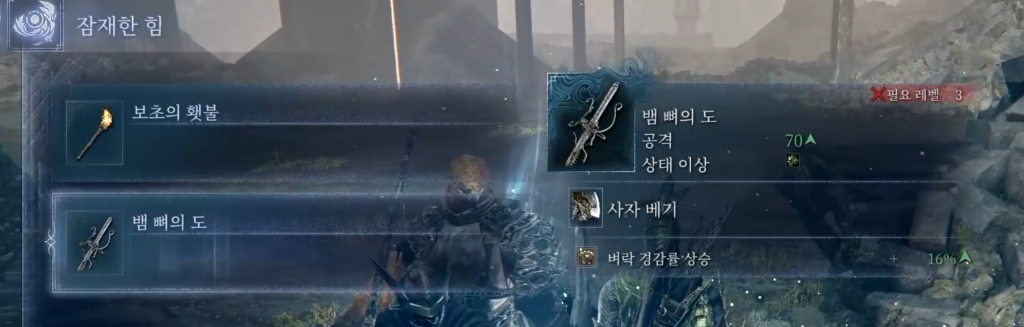 잠재한 힘
보초의 횃불
뱀 뼈의 도
뱀 뼈의 도
필요 레벨 3
공격 70
상태 이상
사자 베기
벼락 경감률 상승 + 16%